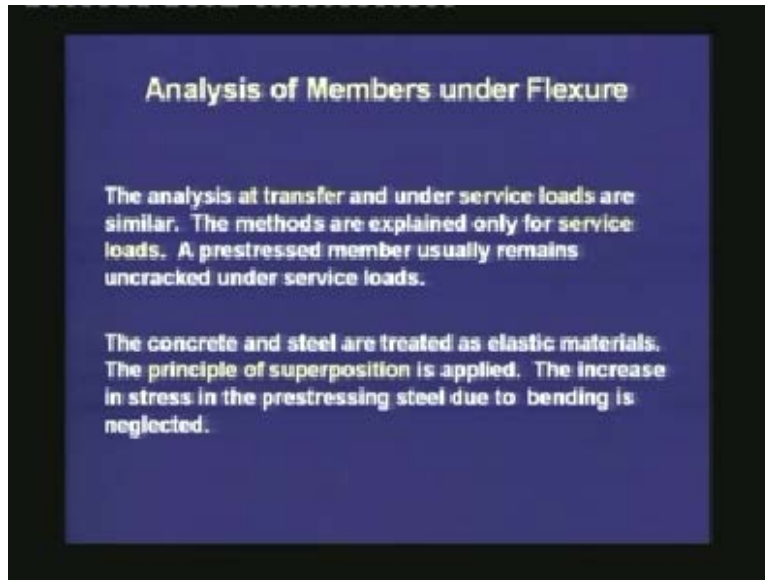 Analysis of Members under Flexure
The analysis at transfer and under service loads are
similar. The methods are explained only for service
loads. A prestressed member usually remains
uncracked under service loads.
The concrete and steel are treated as elastic materials.
The principle of superposition is applied. The increase
in stress in the prestressing steel due to bending is
neglected.